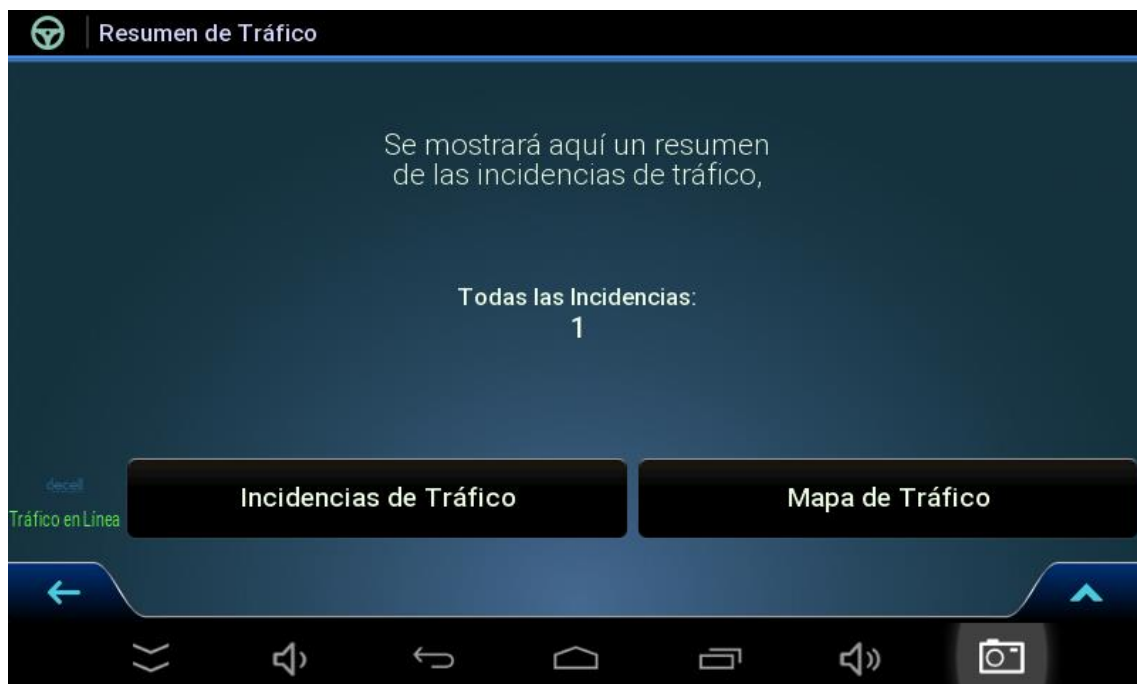 Resumen de Tráfico
Se mostrará aquí un resumen
de las incidencias de tráfico,
Todas las Incidencias:
1
decell
Tráfico en Línea
Incidencias de Tráfico
Mapa de Tráfico